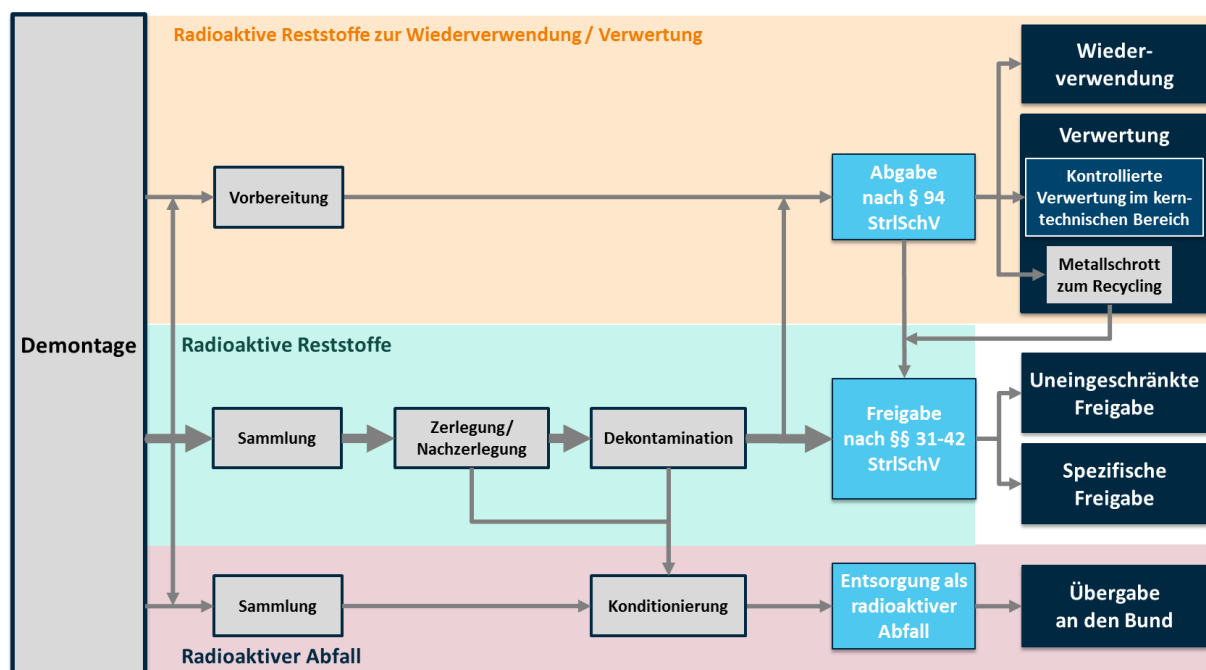 Radioaktive Reststoffe zur Wiederverwendung / Verwertung
Wieder-
verwendung
Verwertung
Kontrollierte
Verwertung im kern-
technischen Bereich
Metallschrott
zum Recycling
Vorbereitung
Abgabe
nach § 94
StrlSchV
Demontage
Radioaktive Reststoffe
Sammlung
Zerlegung/
Nachzerlegung
Dekontamination
Freigabe
nach §§ 31-42
StrlSchV
Uneingeschränkte
Freigabe
Spezifische
Freigabe
Sammlung
Konditionierung
Entsorgung als
radioaktiver
Abfall
Übergabe
an den Bund
Radioaktiver Abfall